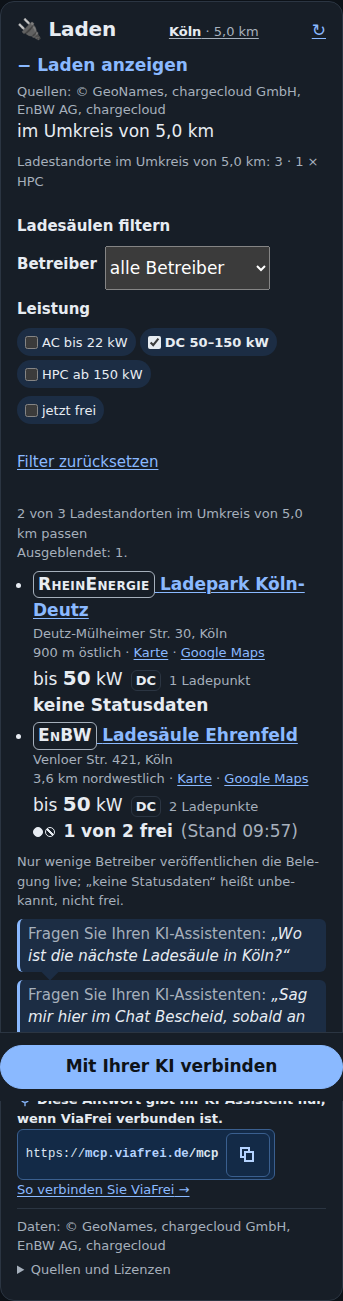 Laden
Köln · 5,0 km
↻
− Laden anzeigen
Quellen: © GeoNames, chargecloud GmbH,
EnBW AG, chargecloud
im Umkreis von 5,0 km
Ladestandorte im Umkreis von 5,0 km: 3 · 1 ×
HPC
Ladesäulen filtern
Betreiber
alle Betreiber
Leistung
AC bis 22 kW
DC 50–150 kW
HPC ab 150 kW
jetzt frei
Filter zurücksetzen
2 von 3 Ladestandorten im Umkreis von 5,0
km passen
Ausgeblendet: 1.
• RheinEnergie Ladepark Köln-
Deutz
Deutz-Mülheimer Str. 30, Köln
900 m östlich · Karte · Google Maps
bis 50 kW DC 1 Ladepunkt
keine Statusdaten
• EnBW Ladesäule Ehrenfeld
Venloer Str. 421, Köln
3,6 km nordwestlich · Karte · Google Maps
bis 50 kW DC 2 Ladepunkte
1 von 2 frei (Stand 09:57)
Nur wenige Betreiber veröffentlichen die Bele-
gung live; „keine Statusdaten“ heißt unbe-
kannt, nicht frei.
Fragen Sie Ihren KI-Assistenten: „Wo
ist die nächste Ladesäule in Köln?“
Fragen Sie Ihren KI-Assistenten: „Sag
mir hier im Chat Bescheid, sobald an
Mit Ihrer KI verbinden
Diese Antwort gibt Ihr KI-Assistent nur,
wenn ViaFrei verbunden ist.
https://mcp.viafrei.de/mcp
So verbinden Sie ViaFrei →
Daten: © GeoNames, chargecloud GmbH,
EnBW AG, chargecloud
▶ Quellen und Lizenzen